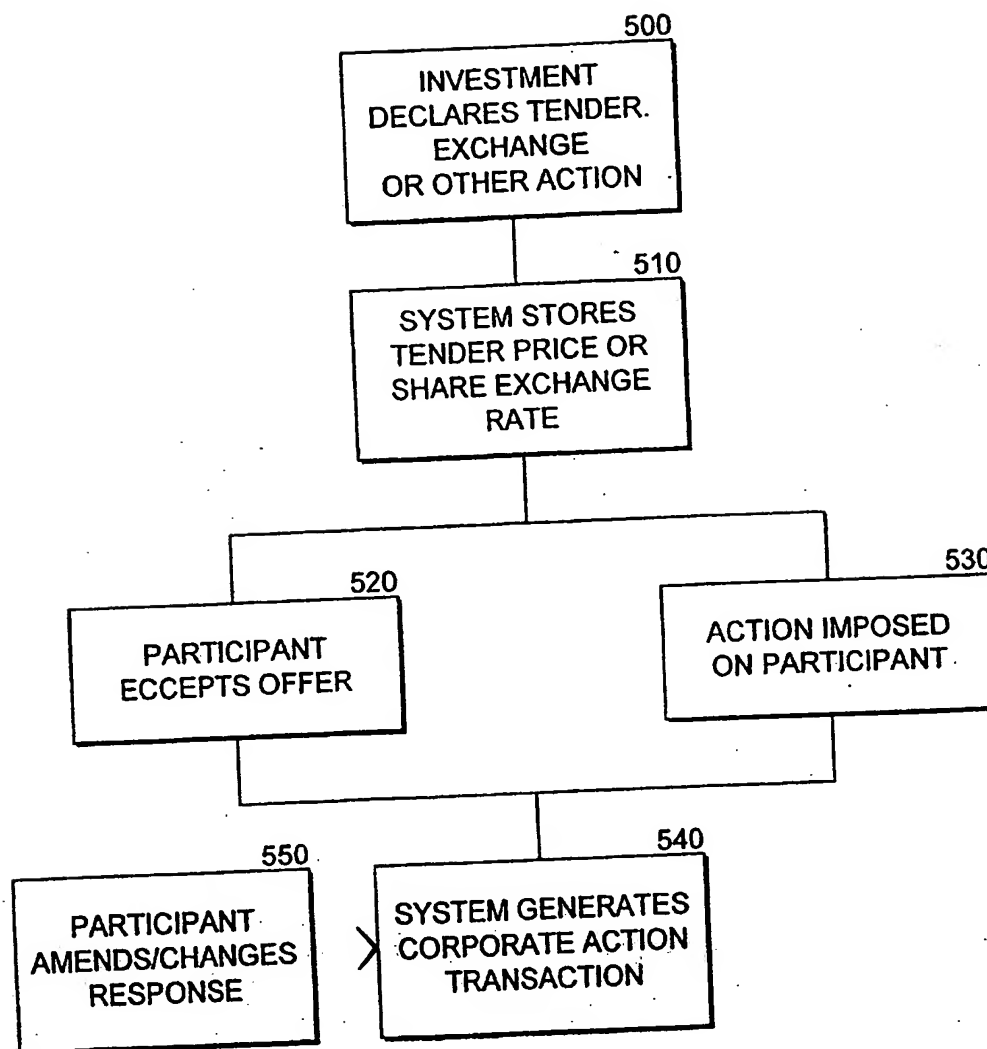 500
INVESTMENT
DECLARES TENDER.
EXCHANGE
OR OTHER ACTION
510
SYSTEM STORES
TENDER PRICE OR
SHARE EXCHANGE
RATE
520
PARTICIPANT
ECCEPTS OFFER
530
ACTION IMPOSED
ON PARTICIPANT
550
PARTICIPANT
AMENDS/CHANGES
RESPONSE
540
SYSTEM GENERATES
CORPORATE ACTION
TRANSACTION